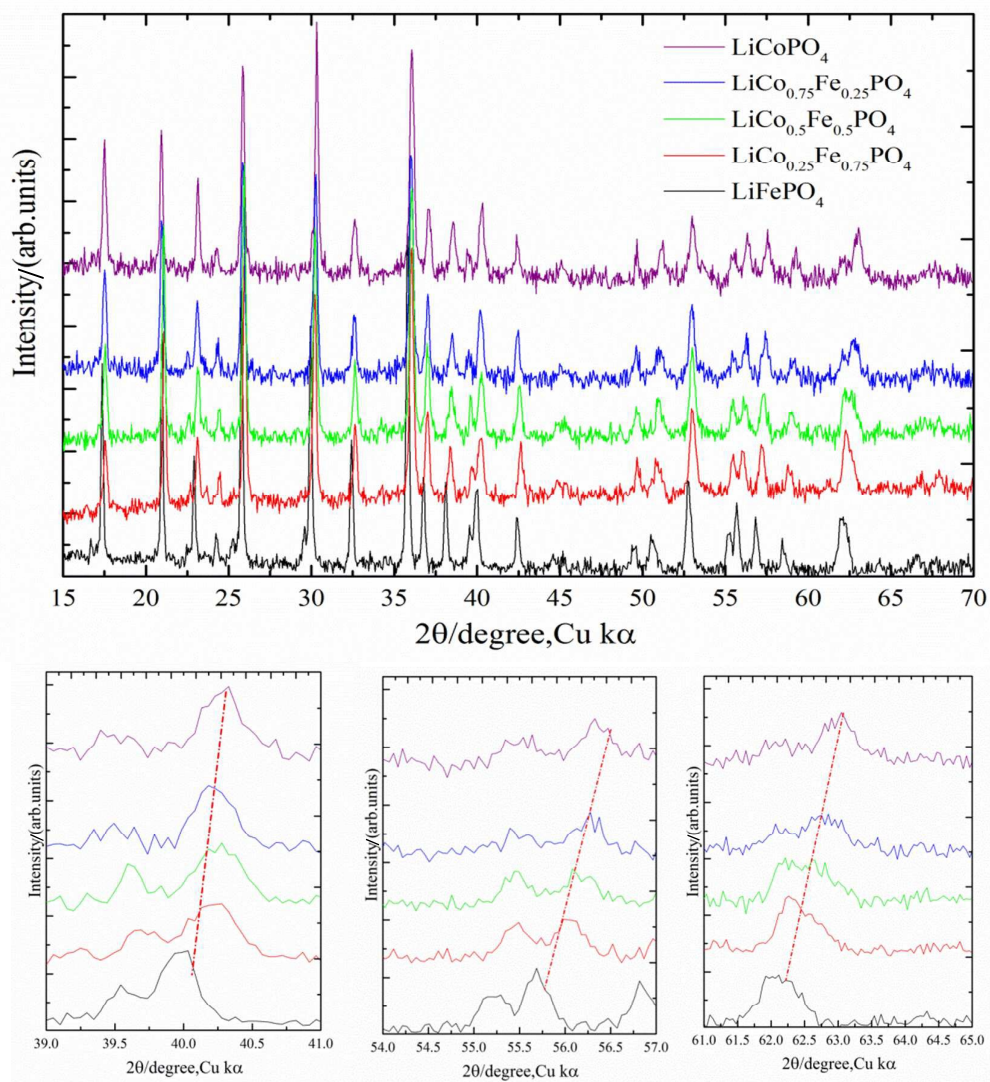 LiCoPO₄
LiCo₀.₇₅Fe₀.₂₅PO₄
LiCo₀.₅Fe₀.₅PO₄
LiCo₀.₂₅Fe₀.₇₅PO₄
LiFePO₄
Intensity/(arb.units)
15 20 25 30 35 40 45 50 55 60 65 70
2θ/degree,Cu kα
Intensity/(arb.units)
39.0 39.5 40.0 40.5 41.0
2θ/degree,Cu kα
Intensity/(arb.units)
54.0 54.5 55.0 55.5 56.0 56.5 57.0
2θ/degree,Cu kα
Intensity/(arb.units)
61.0 61.5 62.0 62.5 63.0 63.5 64.0 64.5 65.0
2θ/degree,Cu kα